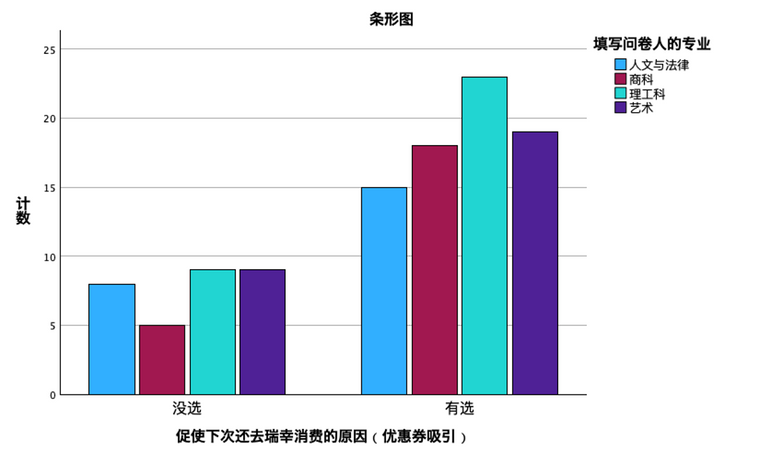 条形图
填写问卷人的专业
人文与法律
商科
理工科
艺术
计数
25
20
15
10
5
0
没选
有选
促使下次还去瑞幸消费的原因（优惠券吸引）